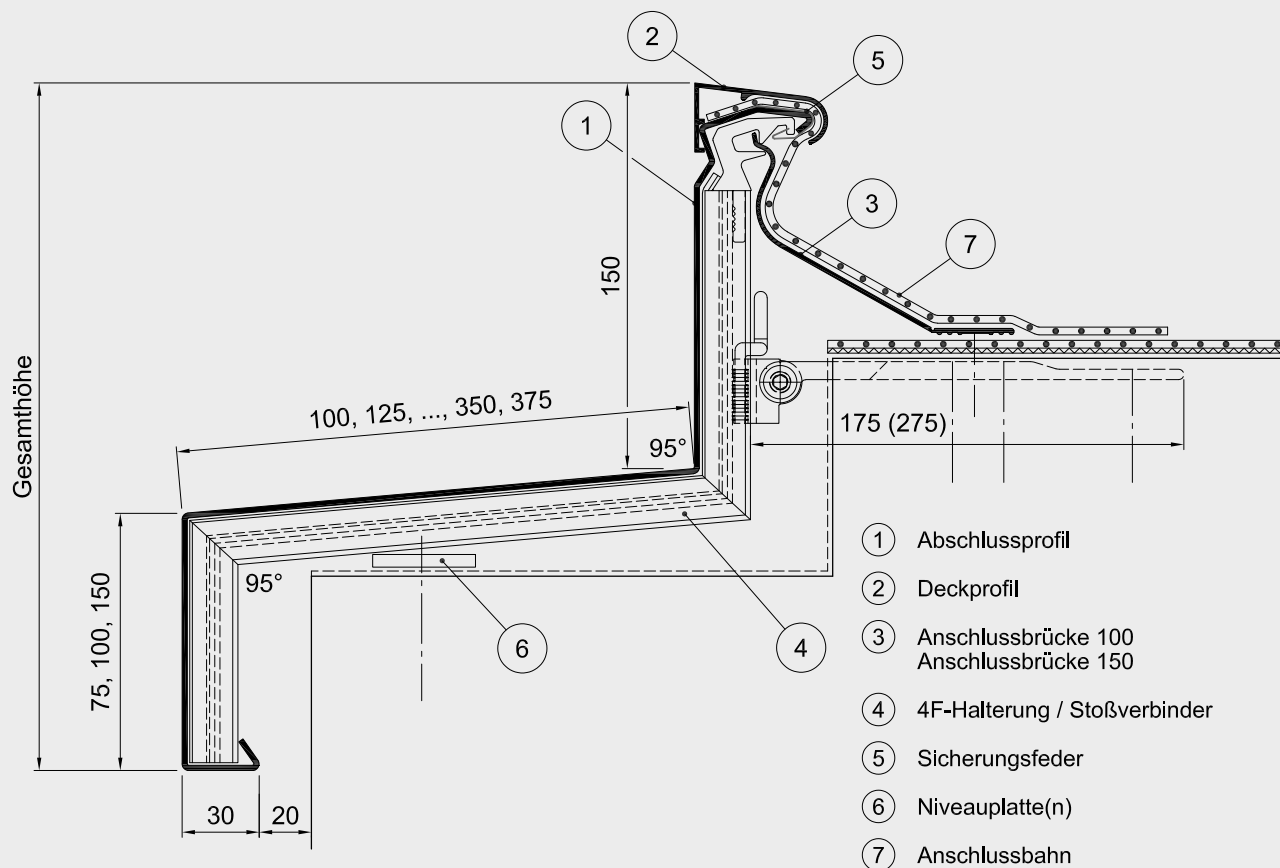 2
5
1
3
7
150
Gesamthöhe
100, 125, ..., 350, 375
95°
175 (275)
75, 100, 150
95°
6
4
30
20
1 Abschlussprofil
2 Deckprofil
3 Anschlussbrücke 100
Anschlussbrücke 150
4 4F-Halterung / Stoßverbinder
5 Sicherungsfeder
6 Niveauplatte(n)
7 Anschlussbahn